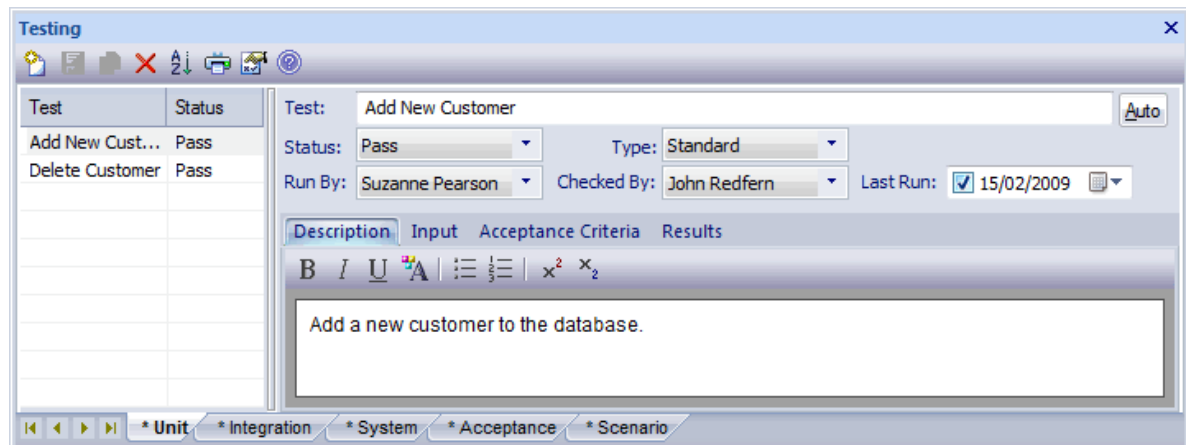 Testing
Test Status
Add New Cust... Pass
Delete Customer Pass
Test: Add New Customer Auto
Status: Pass Type: Standard
Run By: Suzanne Pearson Checked By: John Redfern Last Run: 15/02/2009
Description Input Acceptance Criteria Results
B I U A x² x₂
Add a new customer to the database.
* Unit * Integration * System * Acceptance * Scenario